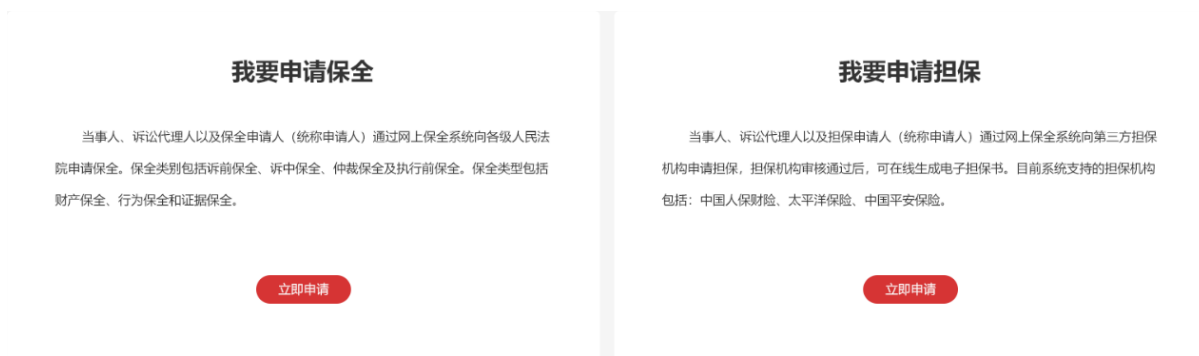 我要申请保全
当事人、诉讼代理人以及保全申请人（统称申请人）通过网上保全系统向各级人民法
院申请保全。保全类别包括诉前保全、诉中保全、仲裁保全及执行前保全。保全类型包括
财产保全、行为保全和证据保全。
立即申请
我要申请担保
当事人、诉讼代理人以及担保申请人（统称申请人）通过网上保全系统向第三方担保
机构申请担保，担保机构审核通过后，可在线生成电子担保书。目前系统支持的担保机构
包括：中国人保财险、太平洋保险、中国平安保险。
立即申请